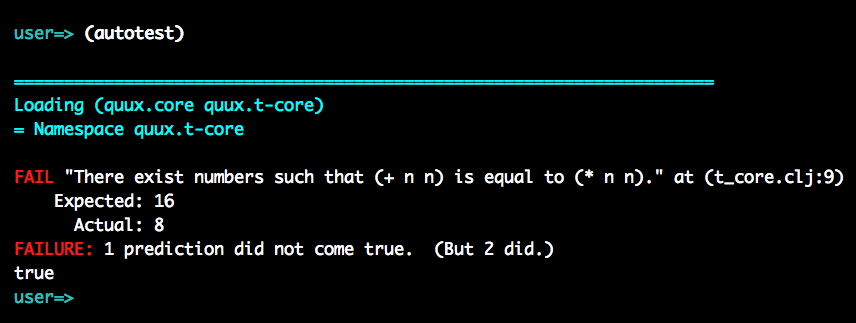 user=> (autotest)
======================================================================
Loading (quux.core quux.t-core)
= Namespace quux.t-core
FAIL "There exist numbers such that (+ n n) is equal to (* n n)." at (t_core.clj:9)
    Expected: 16
      Actual: 8
FAILURE: 1 prediction did not come true.  (But 2 did.)
true
user=>